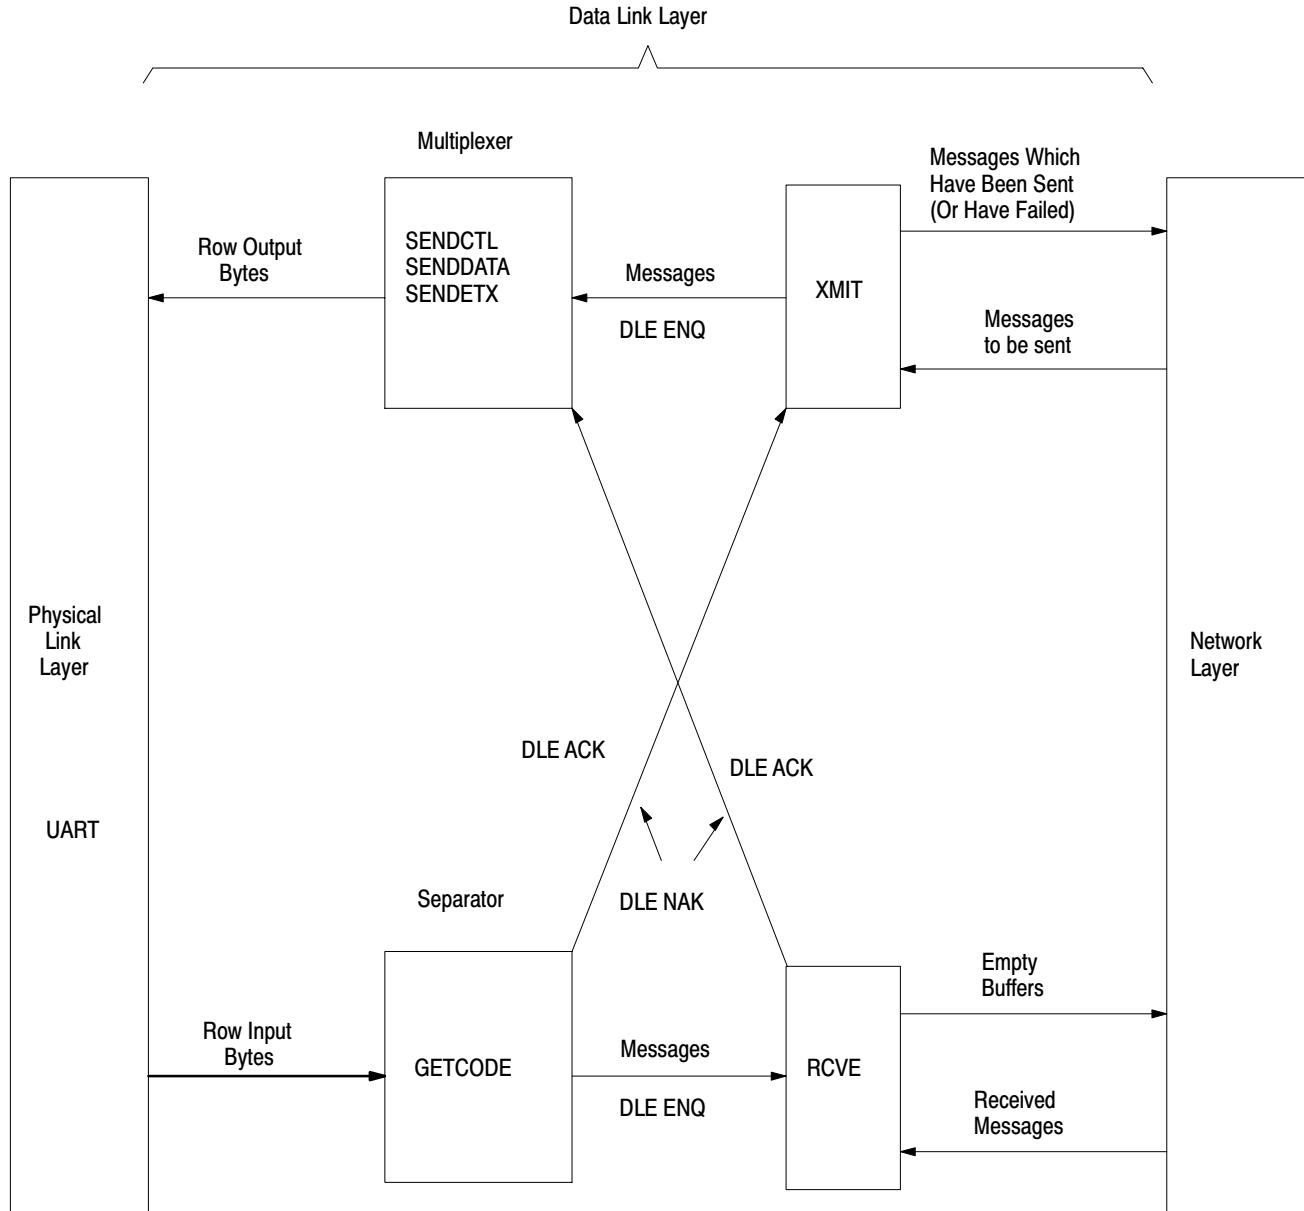 Data Link Layer
Multiplexer
Messages Which
Have Been Sent
(Or Have Failed)
SENDCTL
SENDDATA
SENDETX
Row Output
Bytes
Messages
DLE ENQ
XMIT
Messages
to be sent
Physical
Link
Layer
UART
Network
Layer
DLE ACK
DLE ACK
DLE NAK
Separator
Empty
Buffers
Row Input
Bytes
GETCODE
Messages
DLE ENQ
RCVE
Received
Messages